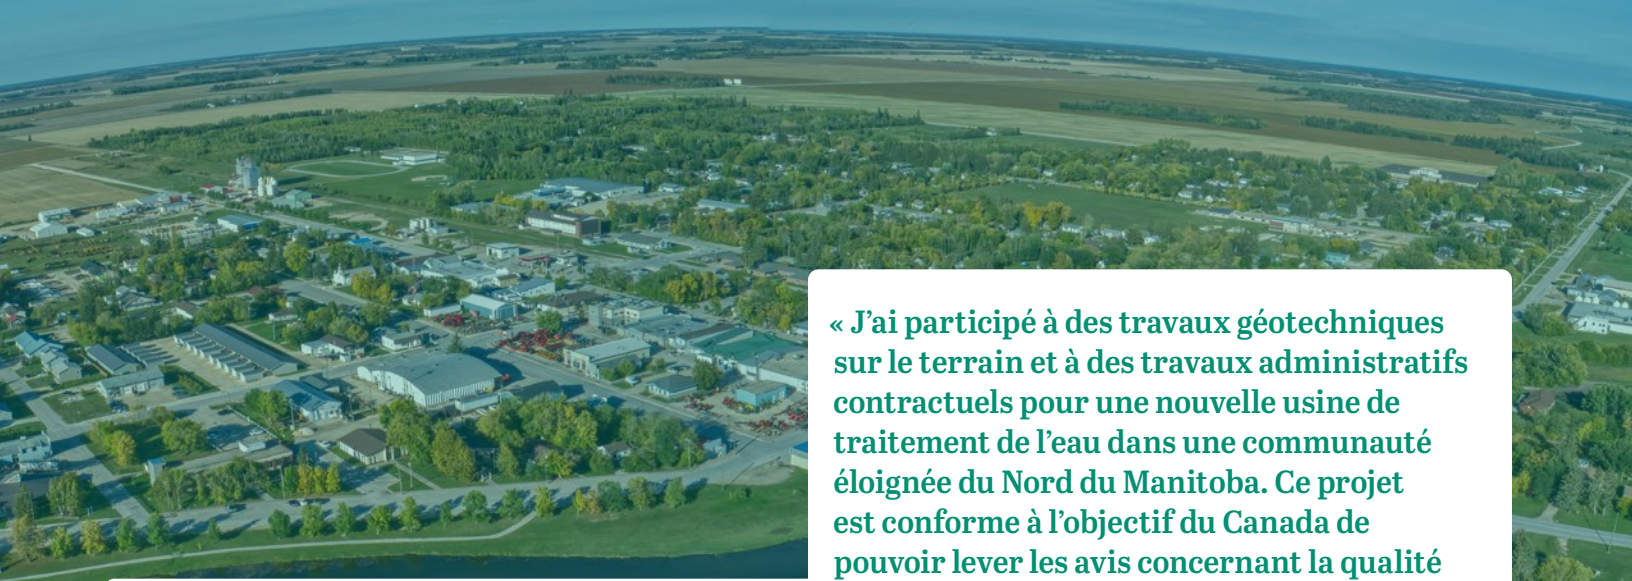 « J’ai participé à des travaux géotechniques
sur le terrain et à des travaux administratifs
contractuels pour une nouvelle usine de
traitement de l’eau dans une communauté
éloignée du Nord du Manitoba. Ce projet
est conforme à l’objectif du Canada de
pouvoir lever les avis concernant la qualité